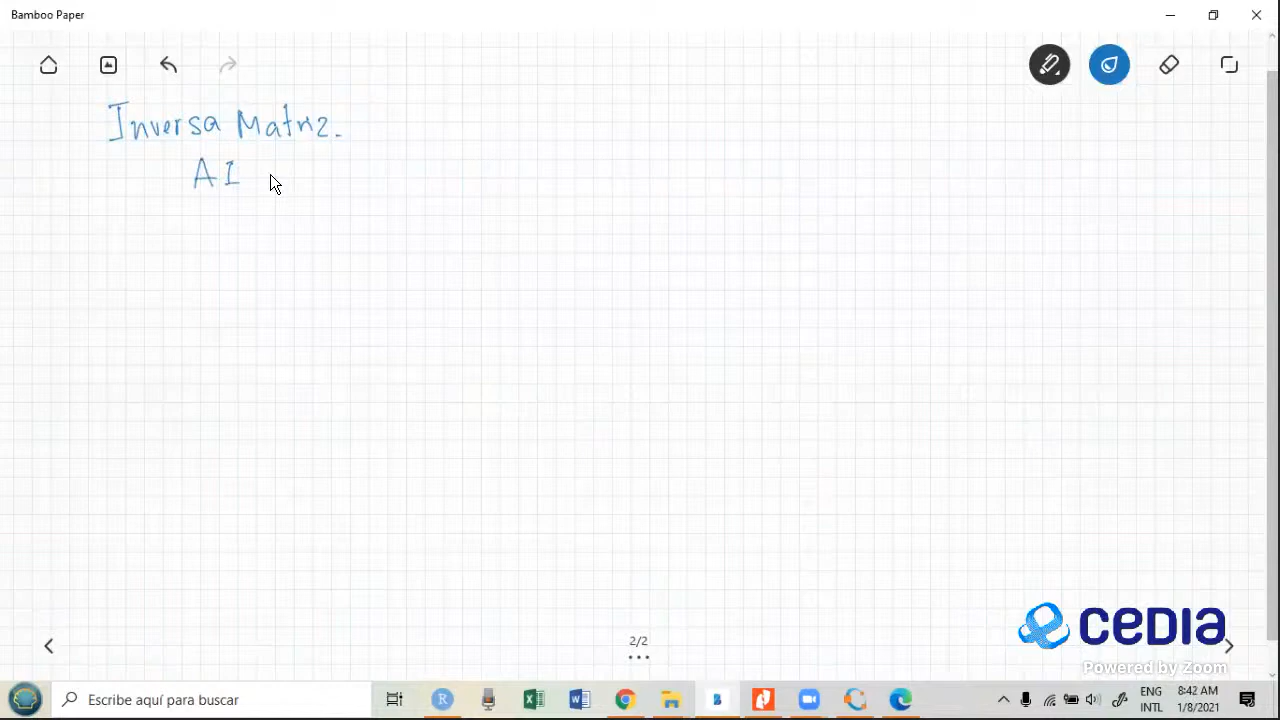 Bamboo Paper
Inversa Matriz.
A I
2/2
cedia
Powered by Zoom
Escribe aquí para buscar
ENG
INTL
8:42 AM
1/8/2021